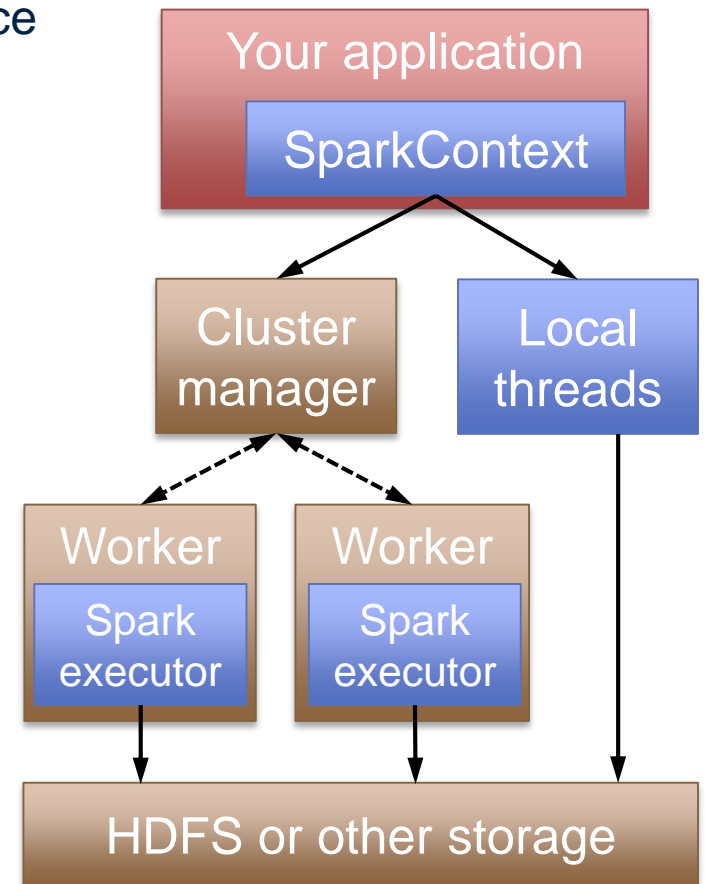 ce
Your application
SparkContext
Cluster
manager
Local
threads
Worker
Spark
executor
Worker
Spark
executor
HDFS or other storage